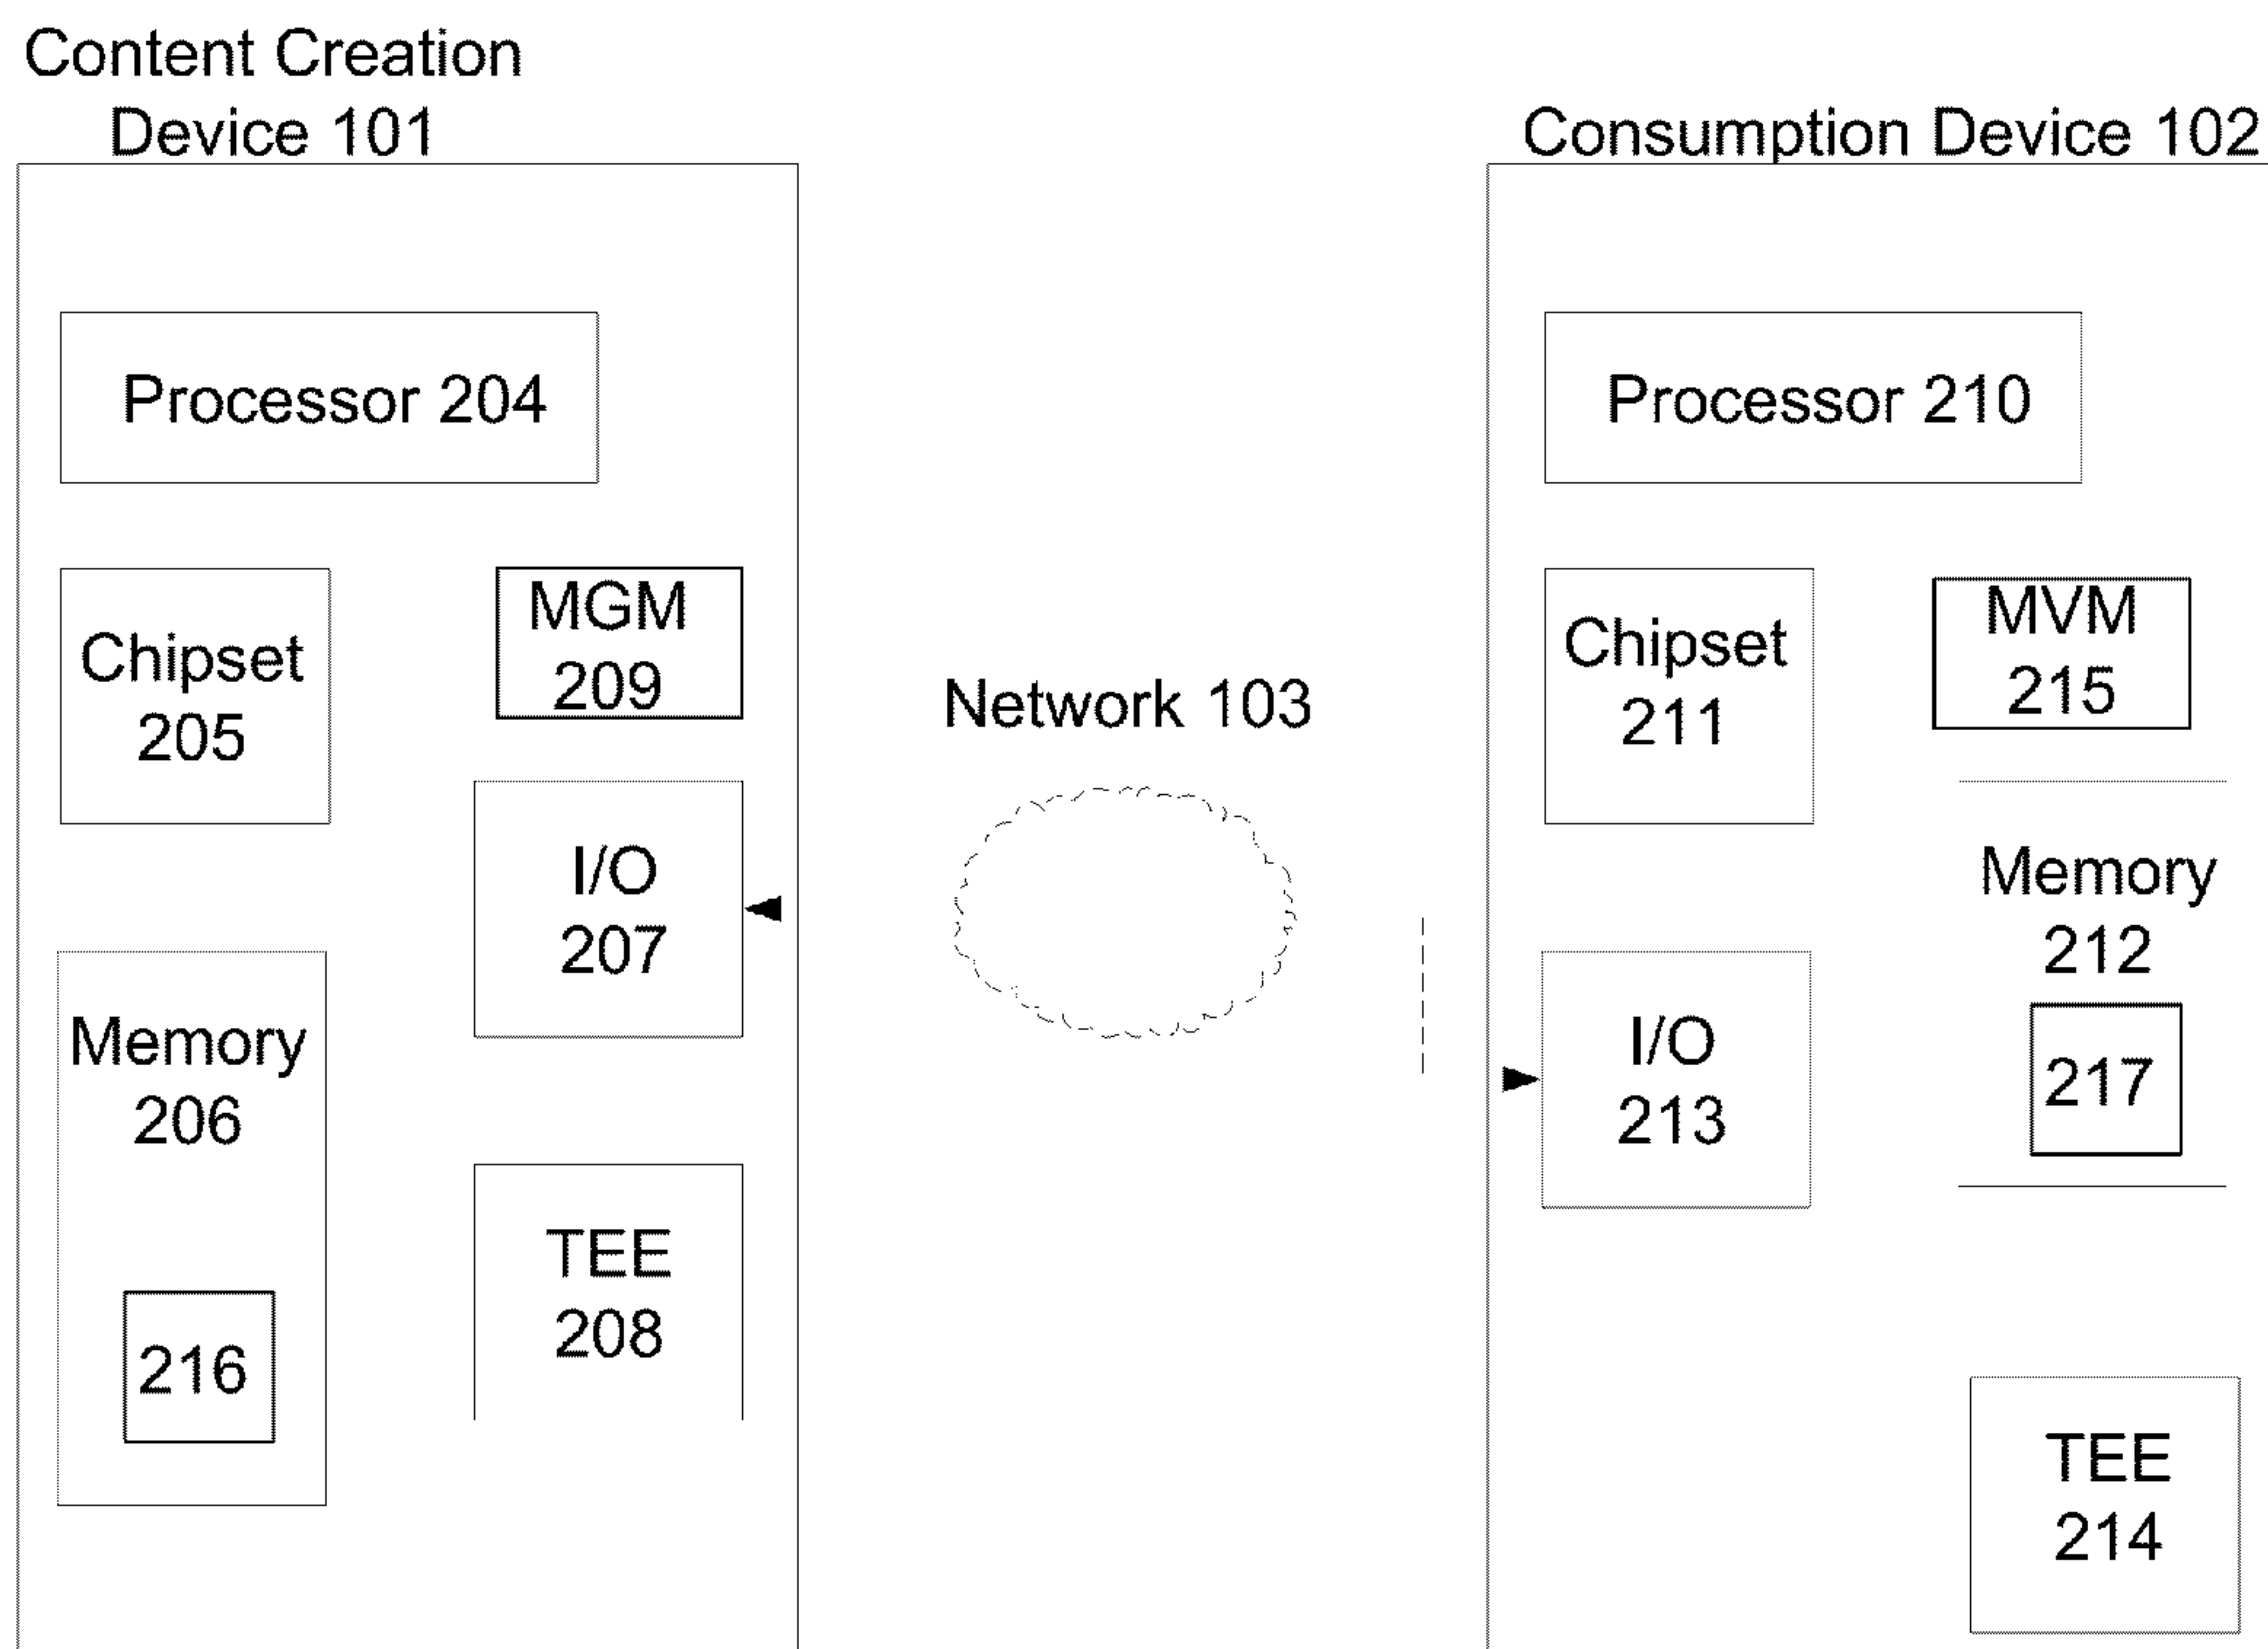 Content Creation
Device 101
Processor 204
Chipset
205
MGM
209
I/O
207
Memory
206
216
TEE
208
Network 103
Consumption Device 102
Processor 210
Chipset
211
MVM
215
Memory
212
217
I/O
213
TEE
214